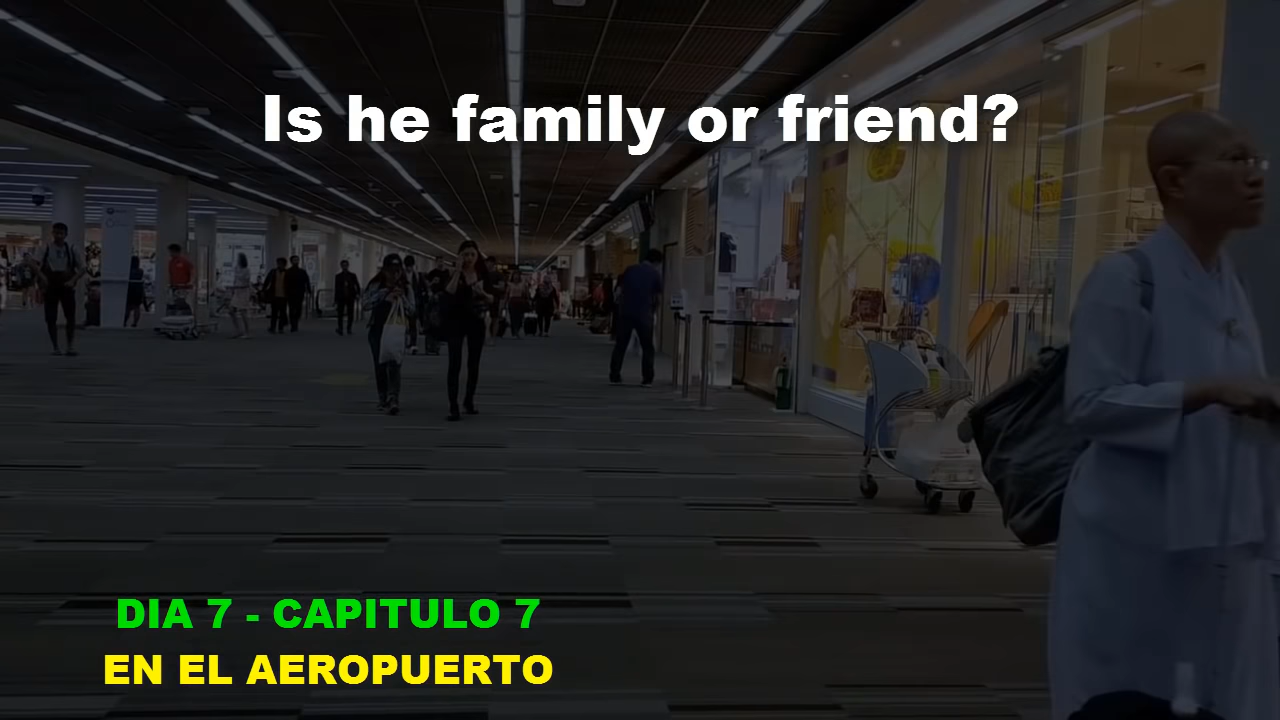 Is he family or friend?
DIA 7 - CAPITULO 7
EN EL AEROPUERTO